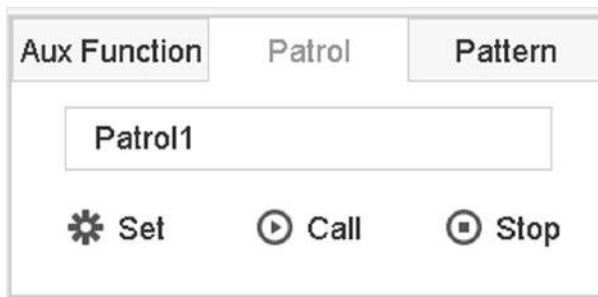 Aux Function Patrol Pattern
Patrol1
Set Call Stop